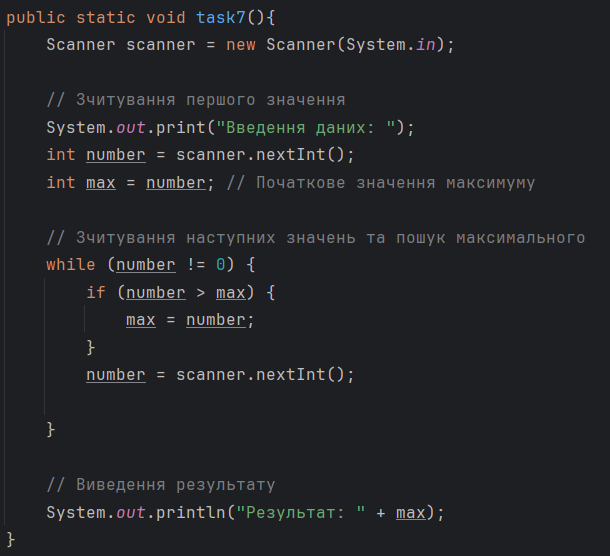 public static void task7(){
Scanner scanner = new Scanner(System.in);
// Зчитування першого значення
System.out.print("Введення даних: ");
int number = scanner.nextInt();
int max = number; // Початкове значення максимуму
// Зчитування наступних значень та пошук максимального
while (number != 0) {
if (number > max) {
max = number;
}
number = scanner.nextInt();
}
// Виведення результату
System.out.println("Результат: " + max);
}